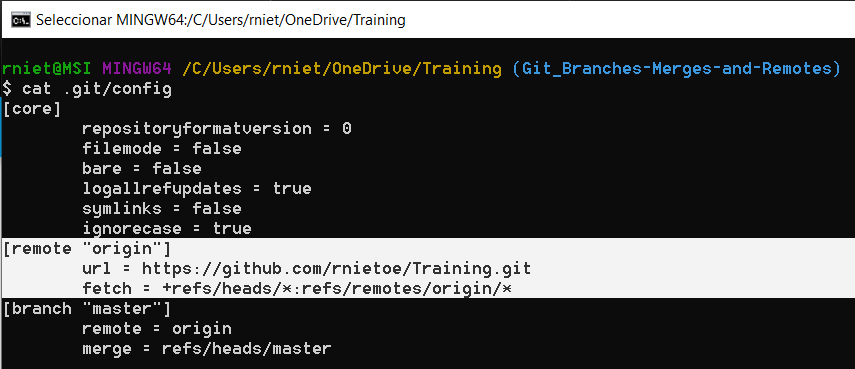 Seleccionar MINGW64:/C/Users/rniet/OneDrive/Training
rniet@MSI MINGW64 /C/Users/rniet/OneDrive/Training (Git_Branches-Merges-and-Remotes)
$ cat .git/config
[core]
        repositoryformatversion = 0
        filemode = false
        bare = false
        logallrefupdates = true
        symlinks = false
        ignorecase = true
[remote "origin"]
        url = https://github.com/rnietoe/Training.git
        fetch = +refs/heads/*:refs/remotes/origin/*
[branch "master"]
        remote = origin
        merge = refs/heads/master